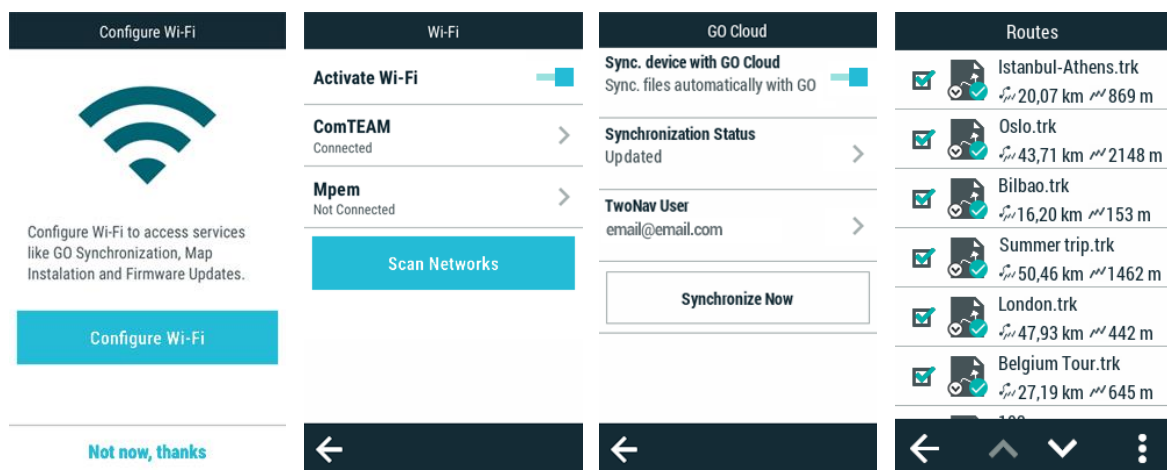 Configure Wi-Fi
Configure Wi-Fi to access services
like GO Synchronization, Map
Instalation and Firmware Updates.
Configure Wi-Fi
Not now, thanks
Wi-Fi
Activate Wi-Fi
ComTEAM
Connected
Mpem
Not Connected
Scan Networks
GO Cloud
Sync. device with GO Cloud
Sync. files automatically with GO
Synchronization Status
Updated
TwoNav User
email@email.com
Synchronize Now
Routes
Istanbul-Athens.trk
20,07 km 869 m
Oslo.trk
43,71 km 2148 m
Bilbao.trk
16,20 km 153 m
Summer trip.trk
50,46 km 1462 m
London.trk
47,93 km 442 m
Belgium Tour.trk
27,19 km 645 m